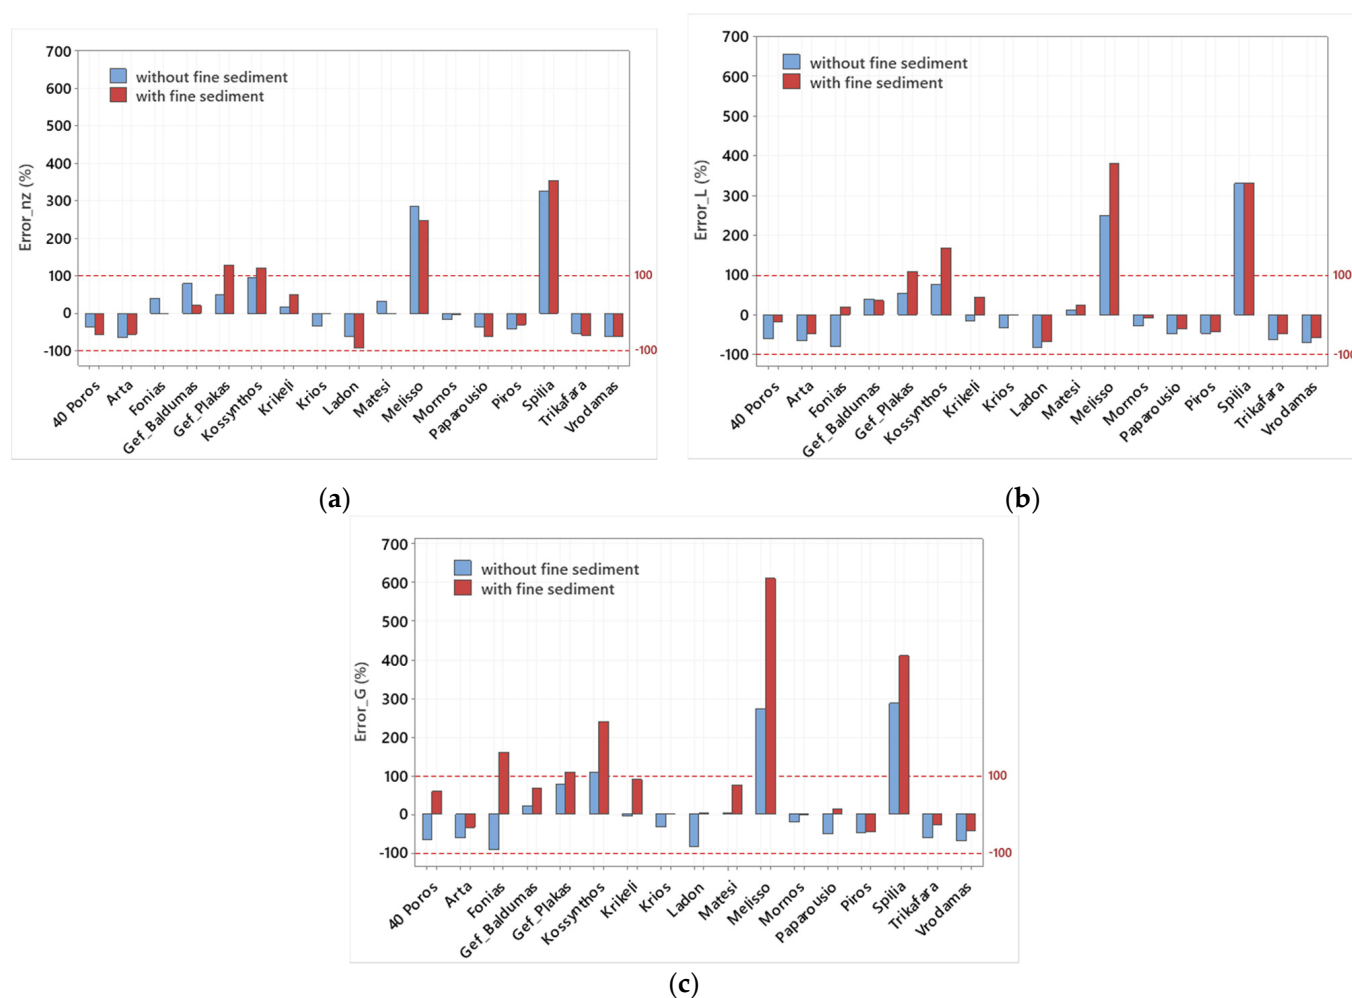 700
600
500
400
300
200
100
0
-100
Error_nz (%)
without fine sediment
with fine sediment
100
-100
40 Poros
Arta
Fonias
Gef_Baldumas
Gef_Plakas
Kossynthos
Krikeli
Krios
Ladon
Matesi
Melisso
Mornos
Paparousio
Piros
Spilia
Trikafara
Vrodamas
(a)
700
600
500
400
300
200
100
0
-100
Error_L (%)
without fine sediment
with fine sediment
100
-100
40 Poros
Arta
Fonias
Gef_Baldumas
Gef_Plakas
Kossynthos
Krikeli
Krios
Ladon
Matesi
Melisso
Mornos
Paparousio
Piros
Spilia
Trikafara
Vrodamas
(b)
700
600
500
400
300
200
100
0
-100
Error_G (%)
without fine sediment
with fine sediment
100
-100
40 Poros
Arta
Fonias
Gef_Baldumas
Gef_Plakas
Kossynthos
Krikeli
Krios
Ladon
Matesi
Melisso
Mornos
Paparousio
Piros
Spilia
Trikafara
Vrodamas
(c)